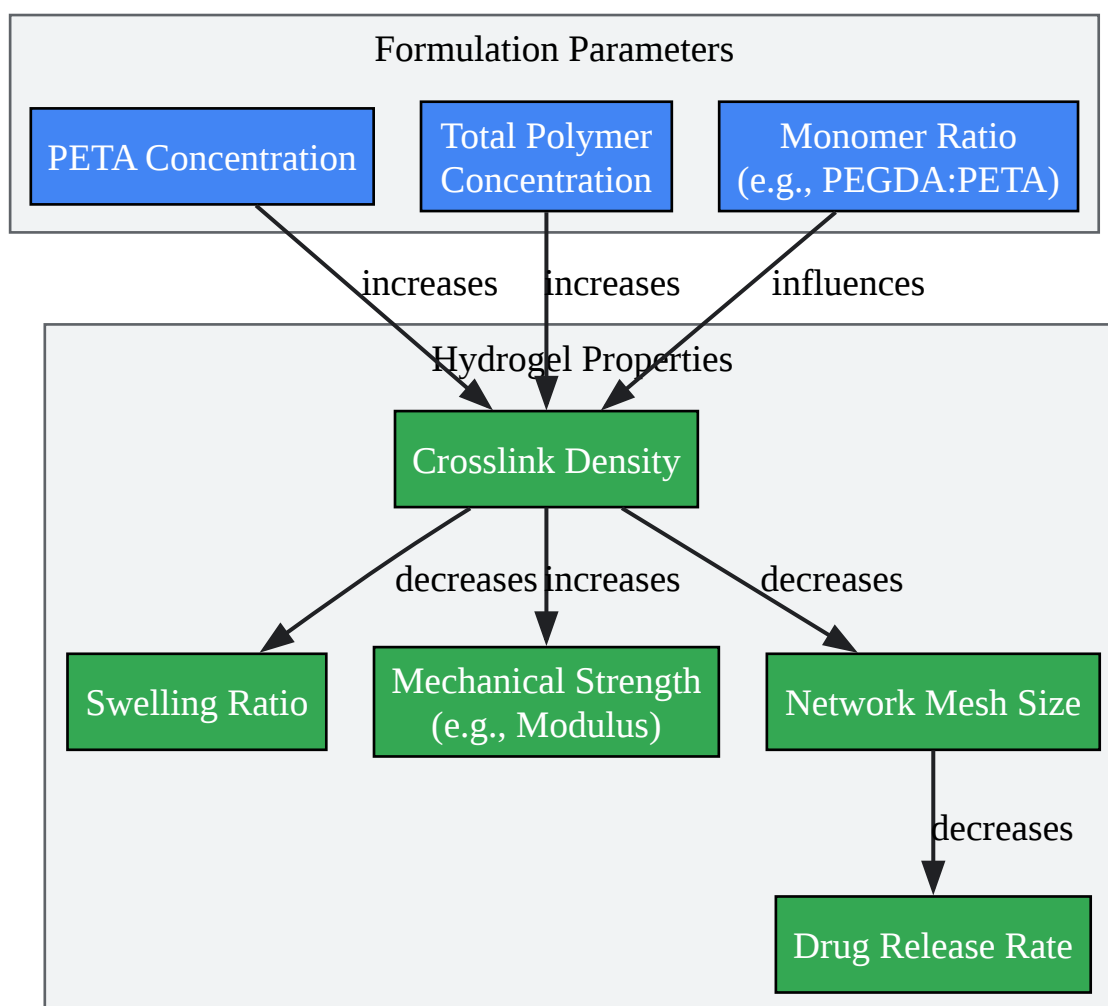 Formulation Parameters
PETA Concentration
Total Polymer
Concentration
Monomer Ratio
(e.g., PEGDA:PETA)
increases
increases
influences
Hydrogel Properties
Crosslink Density
decreases
increases
decreases
Swelling Ratio
Mechanical Strength
(e.g., Modulus)
Network Mesh Size
decreases
Drug Release Rate